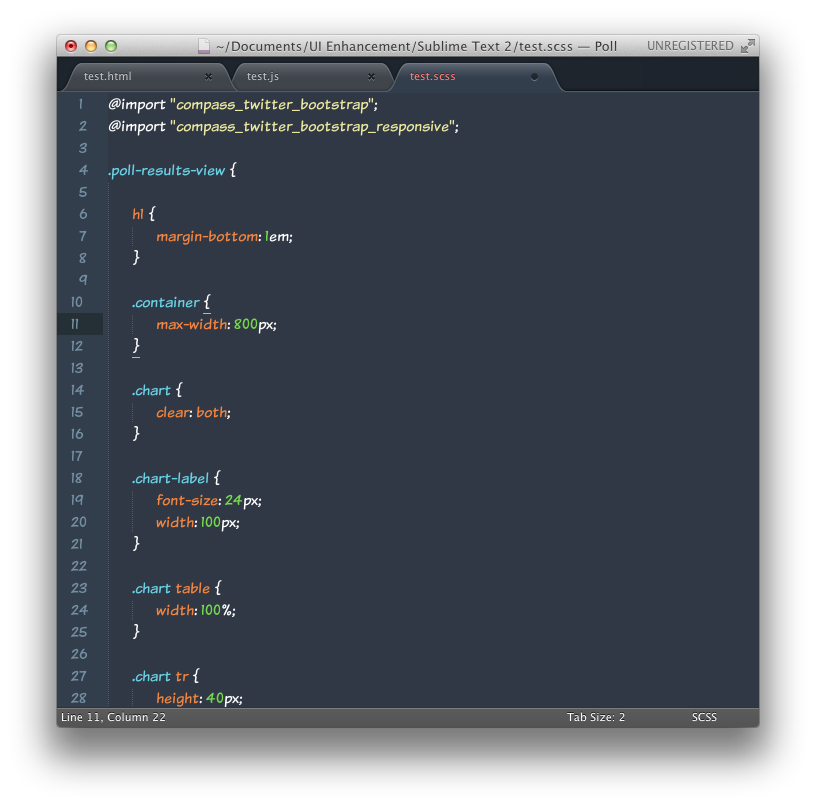 ~/Documents/UI Enhancement/Sublime Text 2/test.scss — Poll UNREGISTERED
test.html test.js test.scss
1 @import "compass_twitter_bootstrap";
2 @import "compass_twitter_bootstrap_responsive";
3
4 .poll-results-view {
5
6 h1 {
7 margin-bottom: 1em;
8 }
9
10 .container {
11 max-width: 800px;
12 }
13
14 .chart {
15 clear: both;
16 }
17
18 .chart-label {
19 font-size: 24px;
20 width: 100px;
21 }
22
23 .chart table {
24 width: 100%;
25 }
26
27 .chart tr {
28 height: 40px;
Line 11, Column 22 Tab Size: 2 SCSS